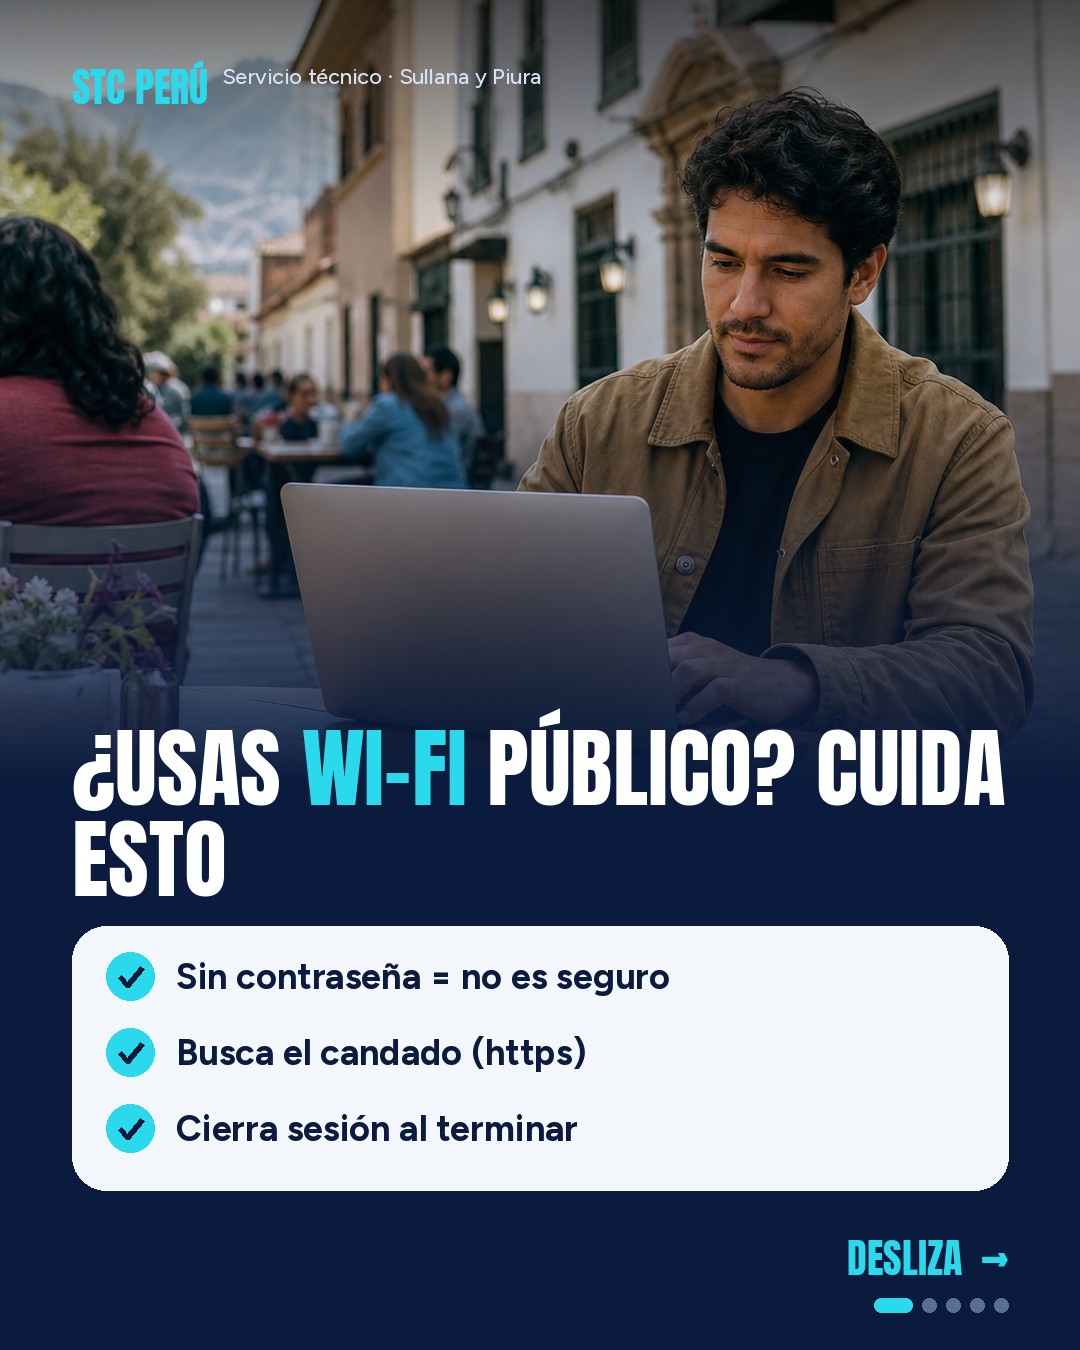 STC PERÚ Servicio técnico · Sullana y Piura
¿USAS WI-FI PÚBLICO? CUIDA
ESTO
Sin contraseña = no es seguro
Busca el candado (https)
Cierra sesión al terminar
DESLIZA →